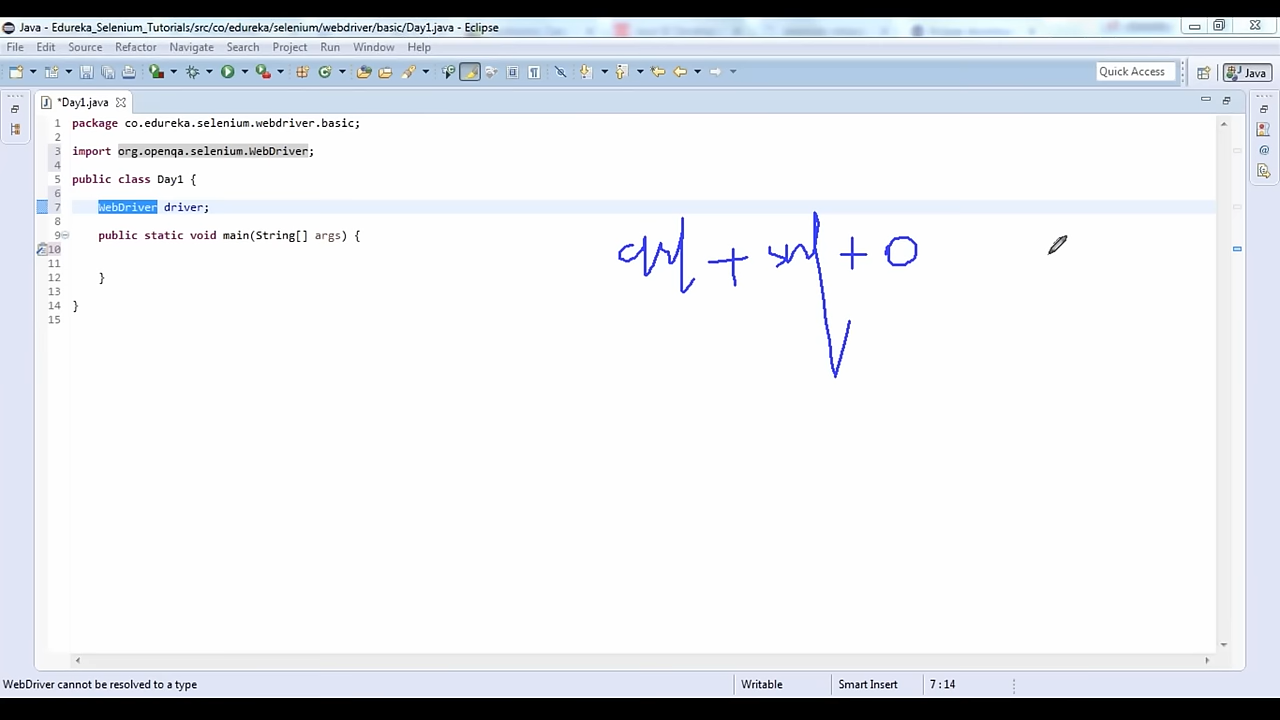 Java - Edureka_Selenium_Tutorials/src/co/edureka/selenium/webdriver/basic/Day1.java - Eclipse
File Edit Source Refactor Navigate Search Project Run Window Help
Quick Access Java
*Day1.java
1 package co.edureka.selenium.webdriver.basic;
2
3 import org.openqa.selenium.WebDriver;
4
5 public class Day1 {
6
7 WebDriver driver;
8
9 public static void main(String[] args) {
10
11
12 }
13
14 }
15
+ + O
WebDriver cannot be resolved to a type Writable Smart Insert 7 : 14